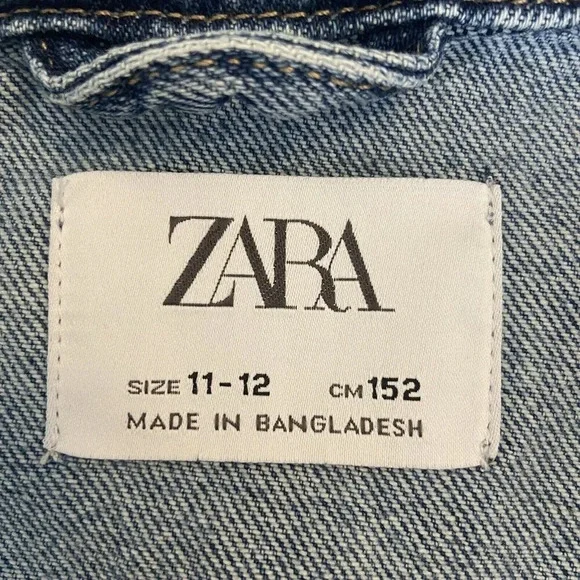 ZARA
SIZE 11-12 CM 152
MADE IN BANGLADESH